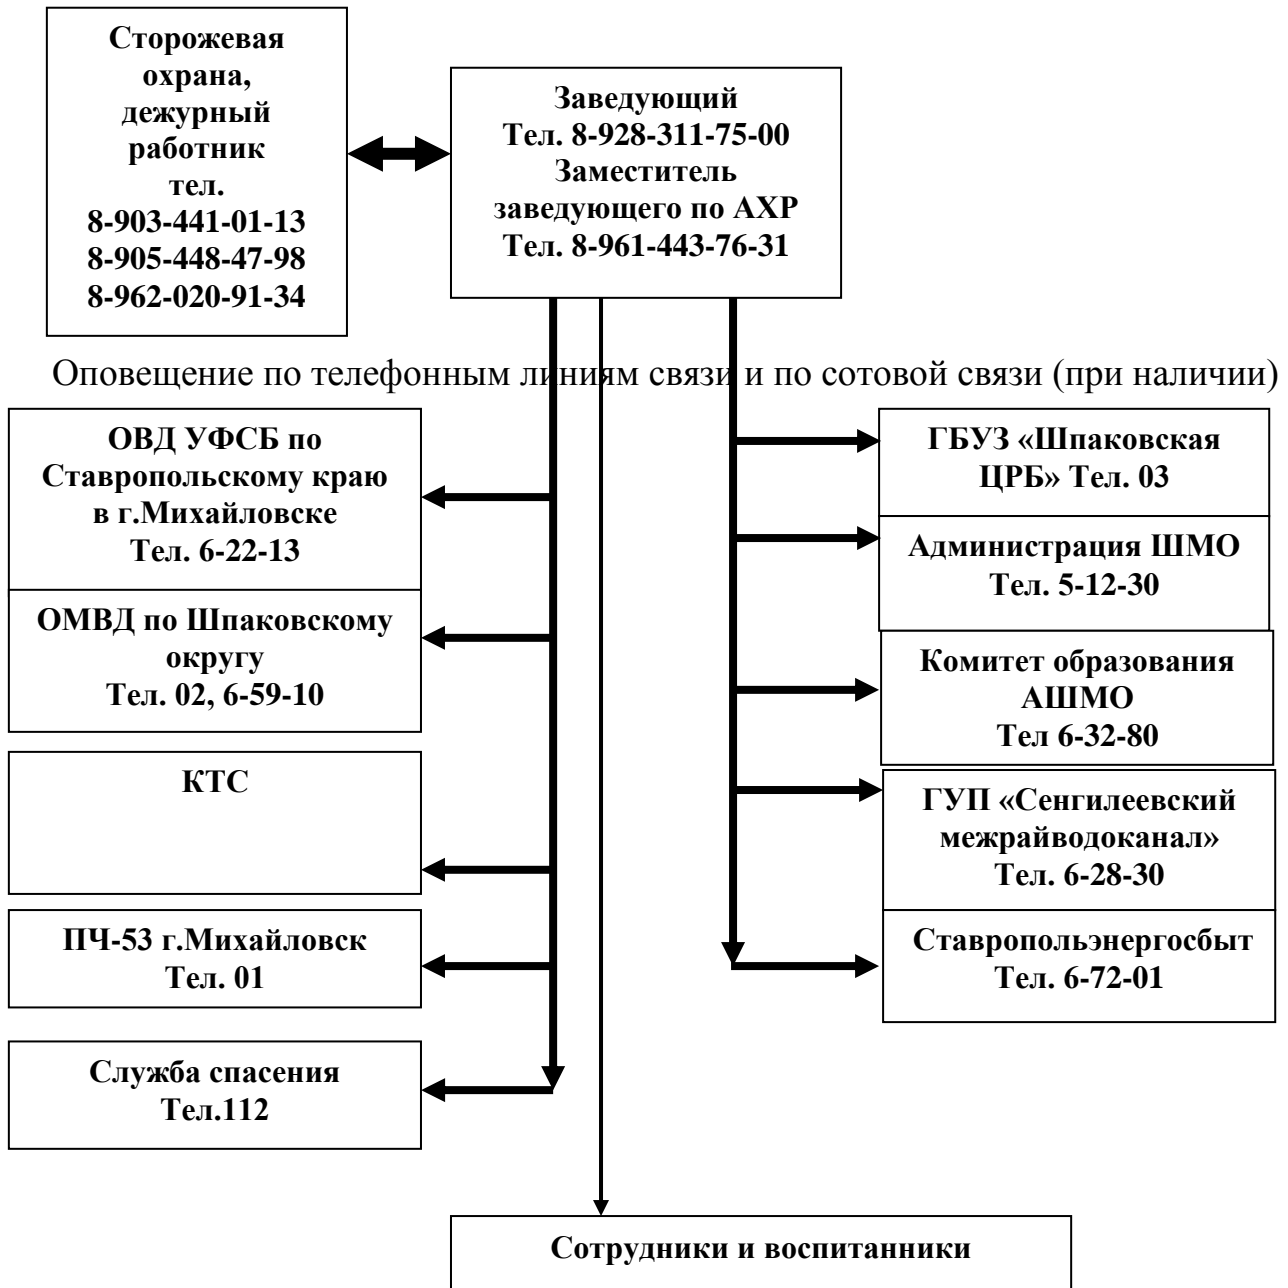 Сторожевая
охрана,
дежурный
работник
тел.
8-903-441-01-13
8-905-448-47-98
8-962-020-91-34
Заведующий
Тел. 8-928-311-75-00
Заместитель
заведующего по АХР
Тел. 8-961-443-76-31
Оповещение по телефонным линиям связи и по сотовой связи (при наличии)
ОВД УФСБ по
Ставропольскому краю
в г.Михайловске
Тел. 6-22-13
ОМВД по Шпаковскому
округу
Тел. 02, 6-59-10
КТС
ПЧ-53 г.Михайловск
Тел. 01
Служба спасения
Тел.112
ГБУЗ «Шпаковская
ЦРБ» Тел. 03
Администрация ШМО
Тел. 5-12-30
Комитет образования
АШМО
Тел 6-32-80
ГУП «Сенгилеевский
межрайводоканал»
Тел. 6-28-30
Ставропольэнергосбыт
Тел. 6-72-01
Сотрудники и воспитанники